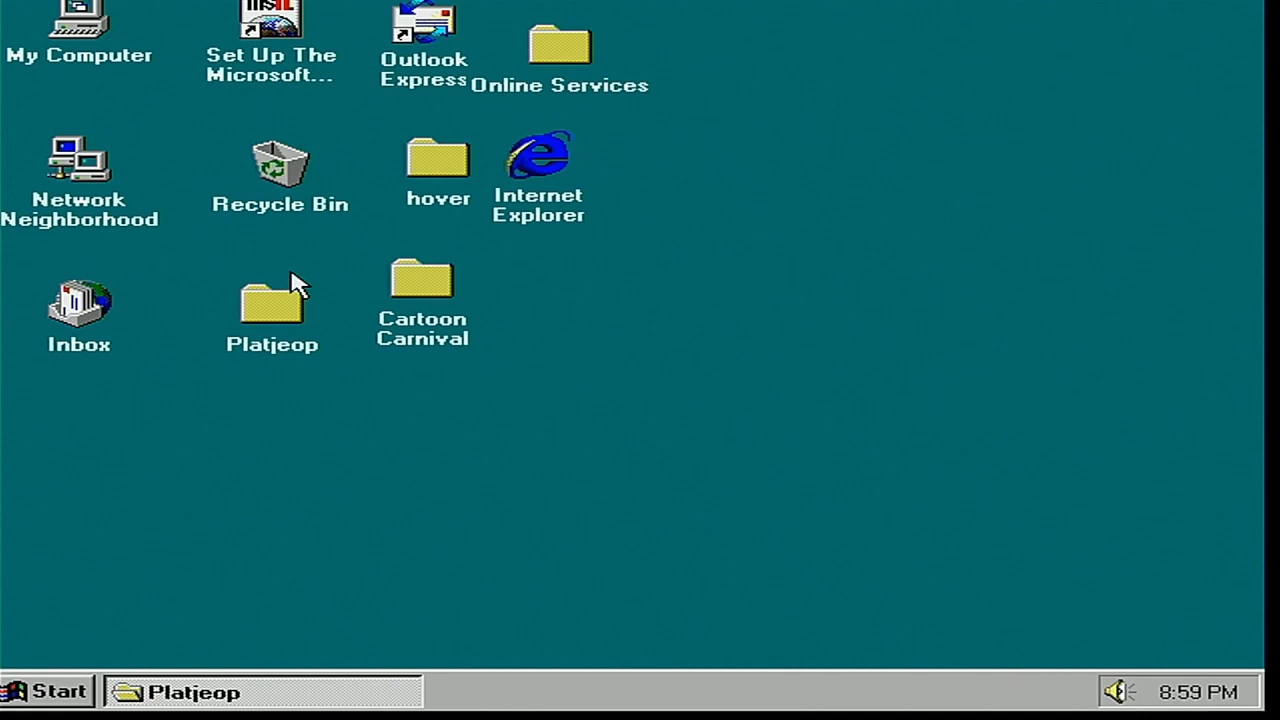 My Computer
Set Up The
Microsoft...
Outlook
Express
Online Services
Network
Neighborhood
Recycle Bin
hover
Internet
Explorer
Inbox
Platjeop
Cartoon
Carnival
Start
Platjeop
8:59 PM